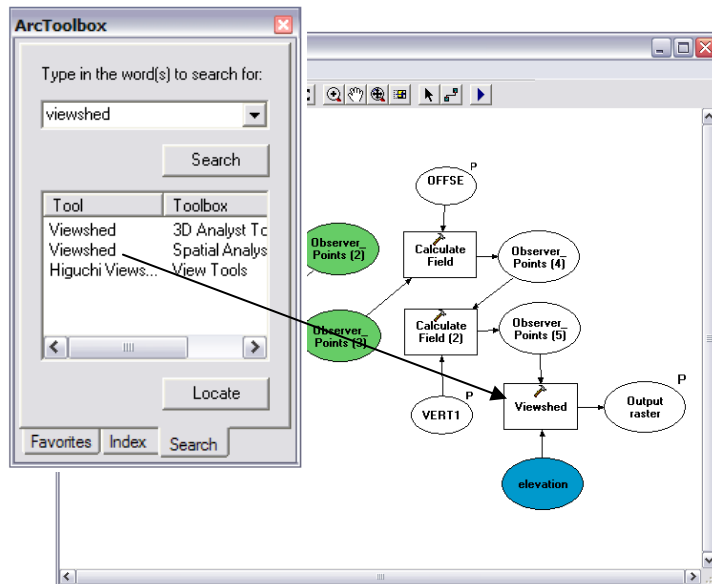 ArcToolbox
Type in the word(s) to search for:
viewshed
Search
Tool Toolbox
Viewshed 3D Analyst Tc
Viewshed Spatial Analys
Higuchi Views... View Tools
Locate
Favorites Index Search
P
OFFSE
Observer_
Points (2)
Calculate
Field
Observer_
Points (4)
Observer_
Points (3)
Calculate
Field (2)
Observer_
Points (5)
P
VERT1
Viewshed
P
Output
raster
elevation